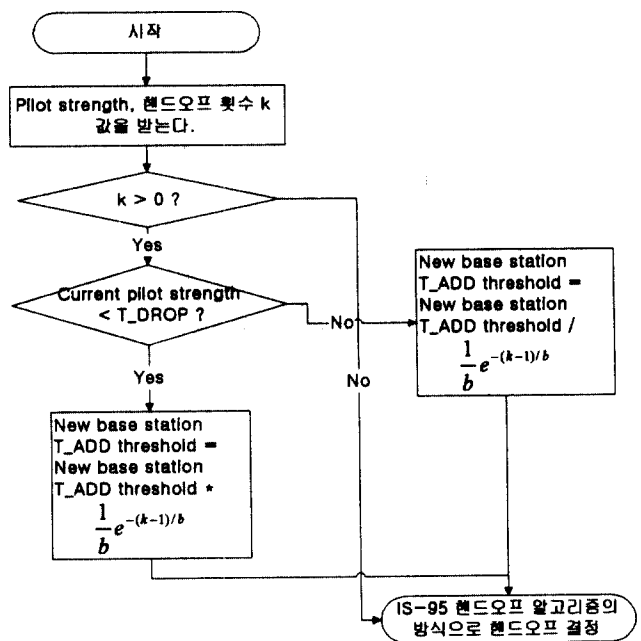 시작
Pilot strength, 핸드오프 횟수 k
값을 받는다.
k > 0 ?
Yes
Current pilot strength
< T_DROP ?
No
New base station
T_ADD threshold =
New base station
T_ADD threshold /
1/b e^{-(k-1)/b}
Yes
No
New base station
T_ADD threshold =
New base station
T_ADD threshold *
1/b e^{-(k-1)/b}
IS-95 핸드오프 알고리즘의
방식으로 핸드오프 결정